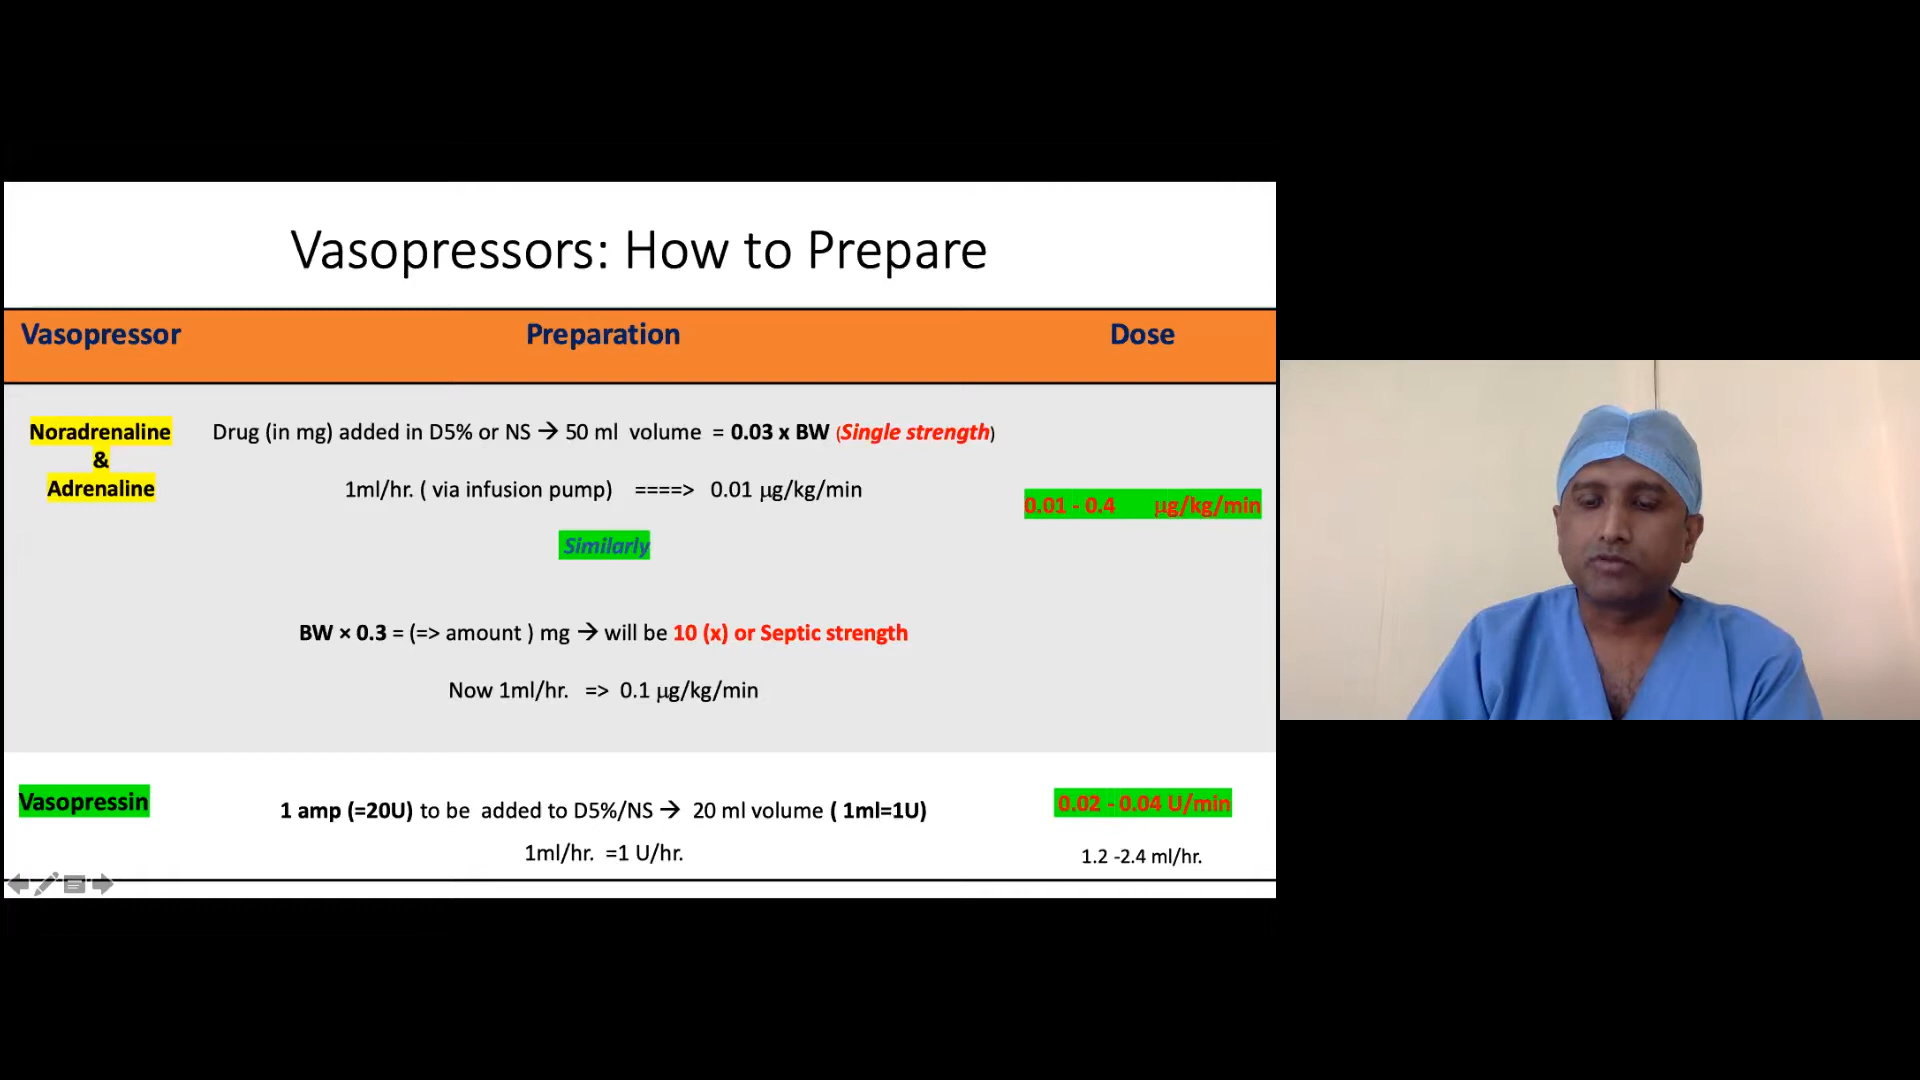 Vasopressors: How to Prepare
Vasopressor Preparation Dose
Noradrenaline
&
Adrenaline
Drug (in mg) added in D5% or NS → 50 ml volume = 0.03 x BW (Single strength)
1ml/hr. ( via infusion pump) ====> 0.01 µg/kg/min
Similarly
BW × 0.3 = (=> amount ) mg → will be 10 (x) or Septic strength
Now 1ml/hr. => 0.1 µg/kg/min
0.01 - 0.4 µg/kg/min
Vasopressin
1 amp (=20U) to be added to D5%/NS → 20 ml volume ( 1ml=1U)
1ml/hr. =1 U/hr.
0.02 - 0.04 U/min
1.2 -2.4 ml/hr.